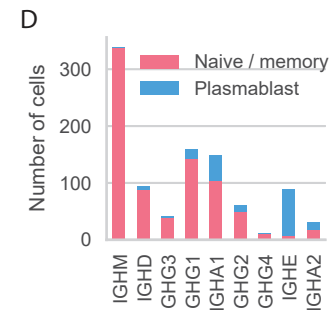 D
Number of cells
300
200
100
0
Naive / memory
Plasmablast
IGHM
IGHD
GHG3
GHG1
IGHA1
GHG2
GHG4
IGHE
IGHA2